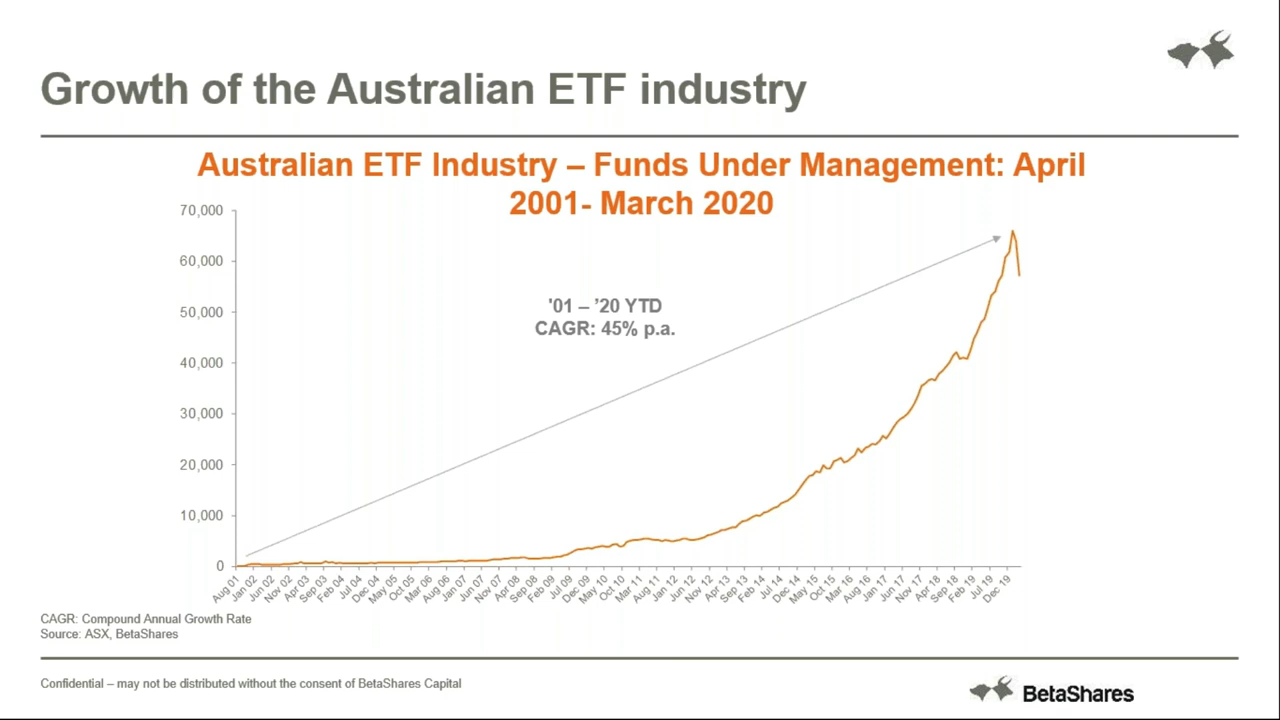 Growth of the Australian ETF industry
Australian ETF Industry – Funds Under Management: April
2001- March 2020
70,000
60,000
50,000
40,000
30,000
20,000
10,000
0
'01 – ’20 YTD
CAGR: 45% p.a.
Aug 01
Jan 02
Jun 02
Nov 02
Apr 03
Sep 03
Feb 04
Jul 04
Dec 04
May 05
Oct 05
Mar 06
Aug 06
Jan 07
Jun 07
Nov 07
Apr 08
Sep 08
Feb 09
Jul 09
Dec 09
May 10
Oct 10
Mar 11
Aug 11
Jan 12
Jun 12
Nov 12
Apr 13
Sep 13
Feb 14
Jul 14
Dec 14
May 15
Oct 15
Mar 16
Aug 16
Jan 17
Jun 17
Nov 17
Apr 18
Sep 18
Feb 19
Jul 19
Dec 19
CAGR: Compound Annual Growth Rate
Source: ASX, BetaShares
Confidential – may not be distributed without the consent of BetaShares Capital
BetaShares